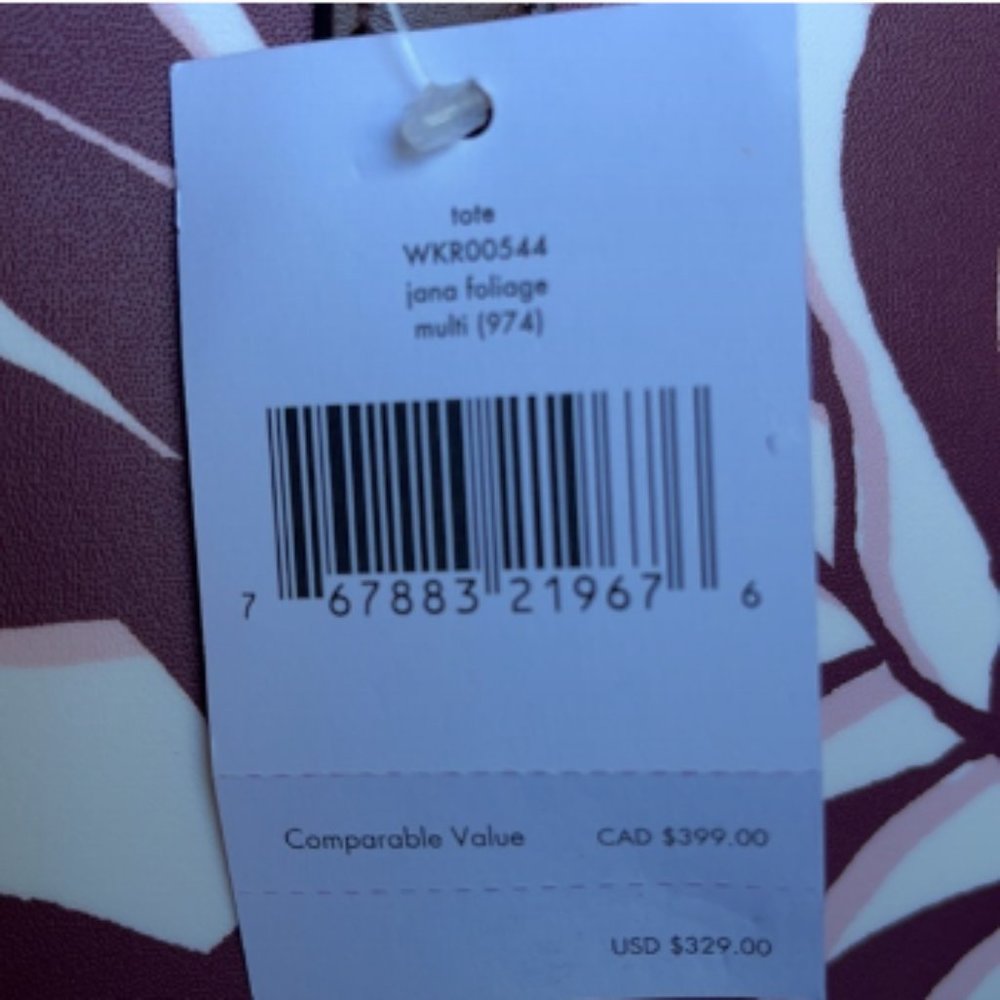 tote
WKR00544
jana foliage
multi (974)
7 67883 21967 6
Comparable Value CAD $399.00
USD $329.00